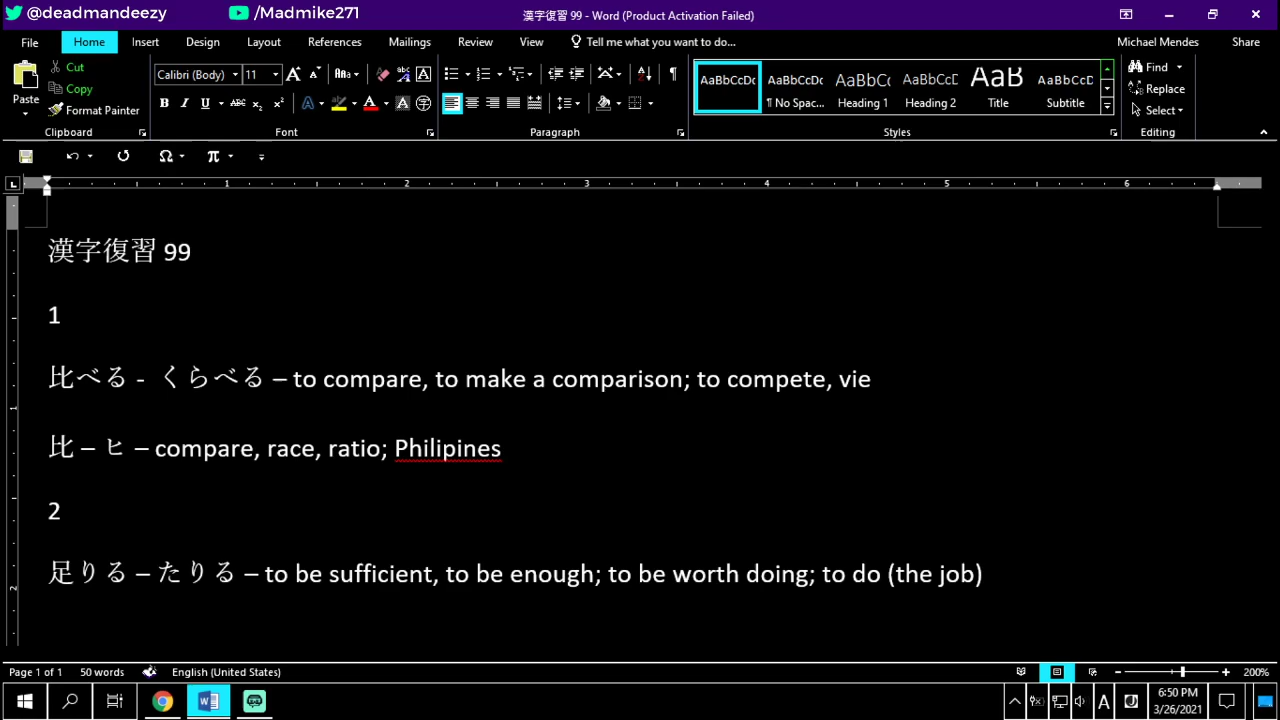 @deadmandeezy /Madmike271 漢字復習 99 - Word (Product Activation Failed)
File Home Insert Design Layout References Mailings Review View Tell me what you want to do... Michael Mendes Share
Paste
Cut
Copy
Format Painter
Calibri (Body) 11
AaBbCcDc AaBbCcDc AaBbCc AaBbCcD AaB AaBbCcD
¶ No Spac... Heading 1 Heading 2 Title Subtitle
Find
Replace
Select
Clipboard Font Paragraph Styles Editing
1 2 3 4 5 6
漢字復習 99
1
比べる - くらべる – to compare, to make a comparison; to compete, vie
比 – ヒ – compare, race, ratio; Philipines
2
足りる – たりる – to be sufficient, to be enough; to be worth doing; to do (the job)
Page 1 of 1 50 words English (United States) 200%
6:50 PM
3/26/2021